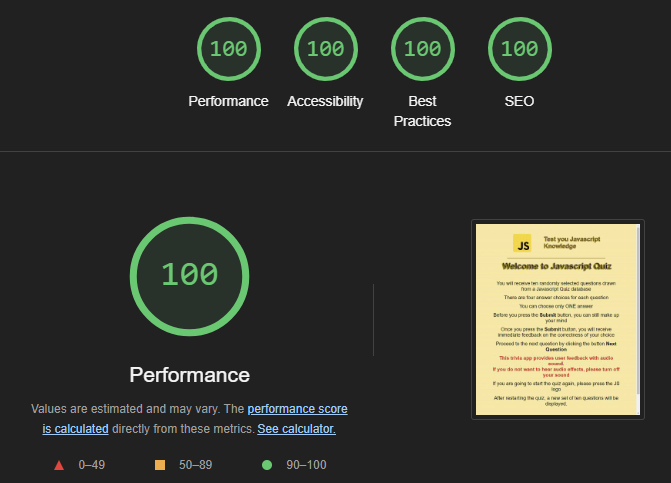 100 100 100 100
Performance Accessibility Best Practices SEO
100
Performance
Values are estimated and may vary. The performance score
is calculated directly from these metrics. See calculator.
0–49 50–89 90–100
JS
Test you Javascript
Knowledge
Welcome to Javascript Quiz
You will receive ten randomly selected questions drawn
from a Javascript Quiz database
There are four answer choices for each question
You can choose only ONE answer
Before you press the Submit button, you can still make up
your mind
Once you press the Submit button, you will receive
immediate feedback on the correctness of your choice
Proceed to the next question by clicking the button Next
Question
This trivia app provides user feedback with audio
sound.
If you do not want to hear audio effects, please turn off
your sound
If you are going to start the quiz again, please press the JS
logo
After restarting the quiz, a new set of ten questions will be
displayed.